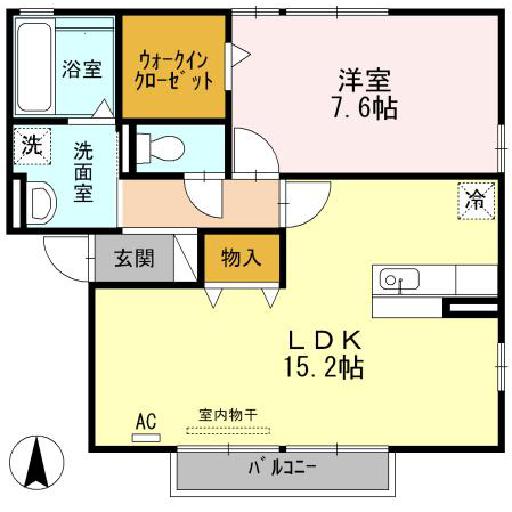 浴室
ウォークイン
クローゼット
洋室
7.6帖
洗
洗面室
冷
玄関
物入
LDK
15.2帖
AC
室内物干
バルコニー